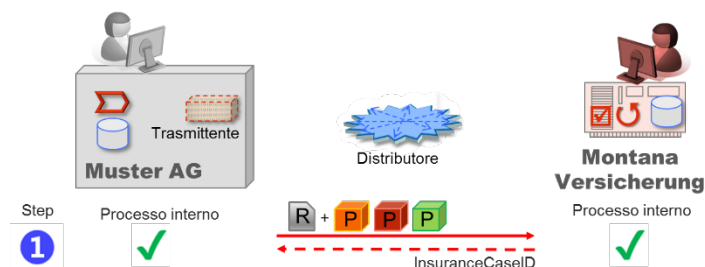 Trasmittente
Muster AG
Distributore
Montana
Versicherung
Step
Processo interno
R + P P P
Processo interno
1
InsuranceCaseID